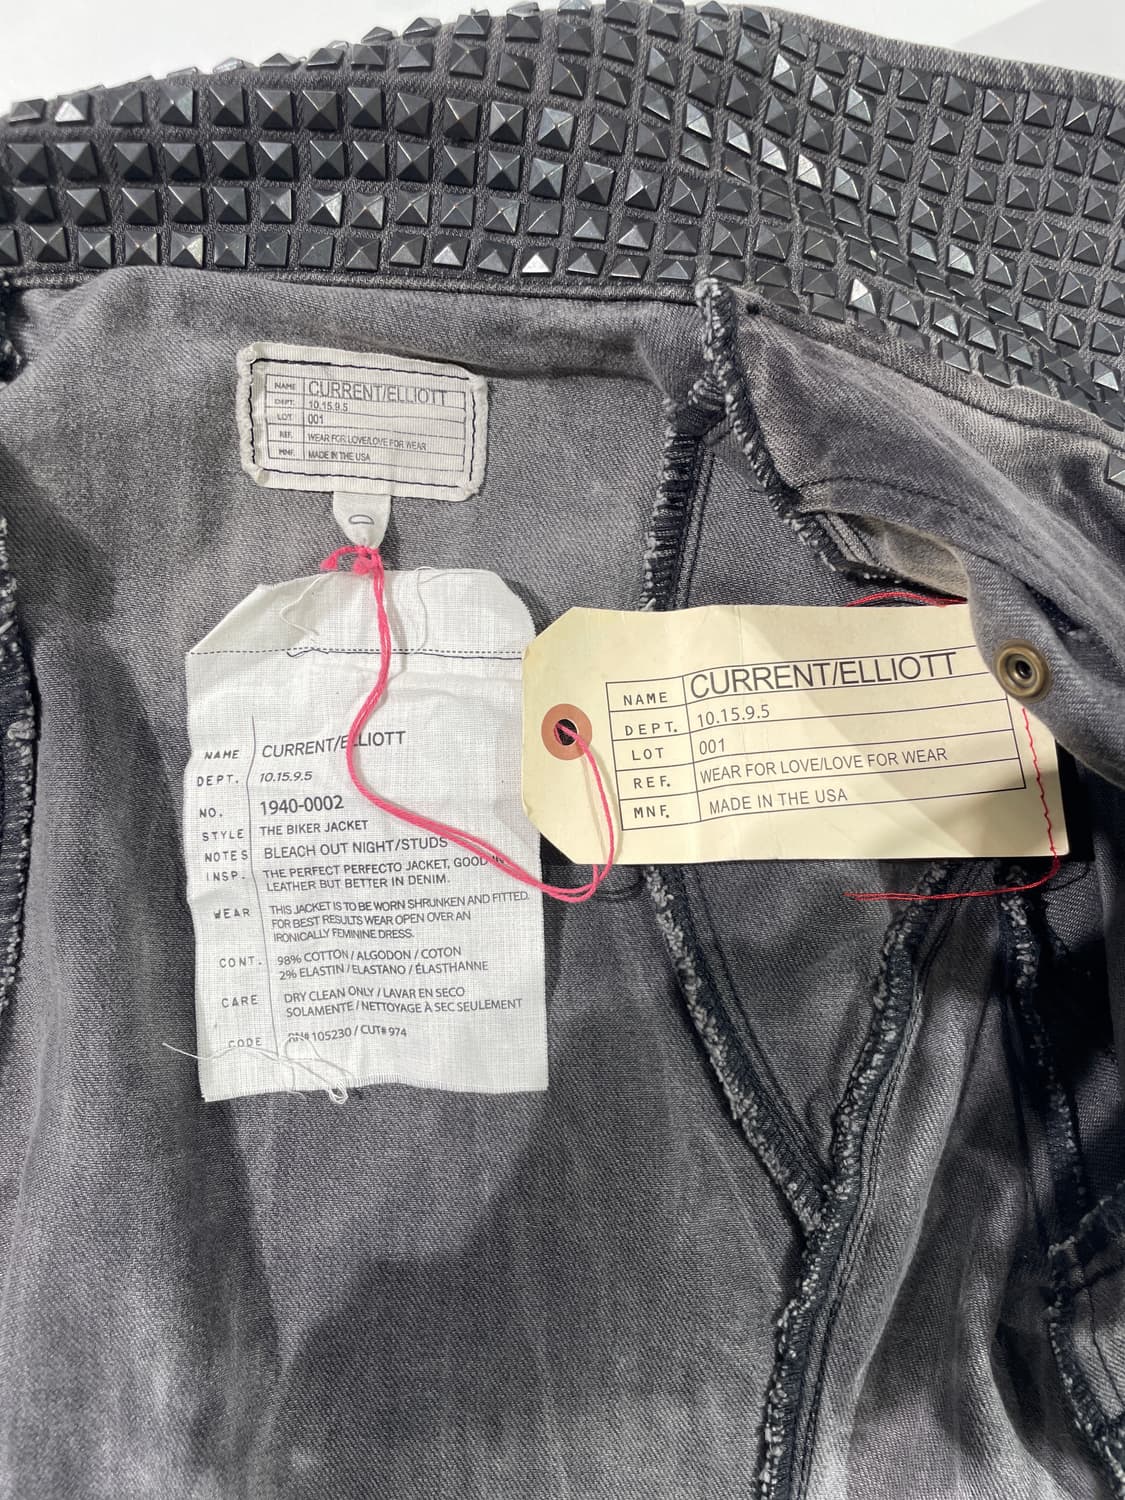 NAME CURRENT/ELLIOTT
DEPT. 10.15.9.5
LOT 001
REF. WEAR FOR LOVE/LOVE FOR WEAR
MNF. MADE IN THE USA
NAME CURRENT/ELLIOTT
DEPT. 10.15.9.5
NO. 1940-0002
STYLE THE BIKER JACKET
NOTES BLEACH OUT NIGHT/STUDS
INSP. THE PERFECT PERFECTO JACKET, GOOD IN
LEATHER BUT BETTER IN DENIM.
WEAR THIS JACKET IS TO BE WORN SHRUNKEN AND FITTED.
FOR BEST RESULTS WEAR OPEN OVER AN
IRONICALLY FEMININE DRESS.
CONT. 98% COTTON / ALGODON / COTON
2% ELASTIN / ELASTANO / ÉLASTHANNE
CARE DRY CLEAN ONLY / LAVAR EN SECO
SOLAMENTE / NETTOYAGE À SEC SEULEMENT
CODE RN# 105230 / CUT# 974
NAME CURRENT/ELLIOTT
DEPT. 10.15.9.5
LOT 001
REF. WEAR FOR LOVE/LOVE FOR WEAR
MNF. MADE IN THE USA